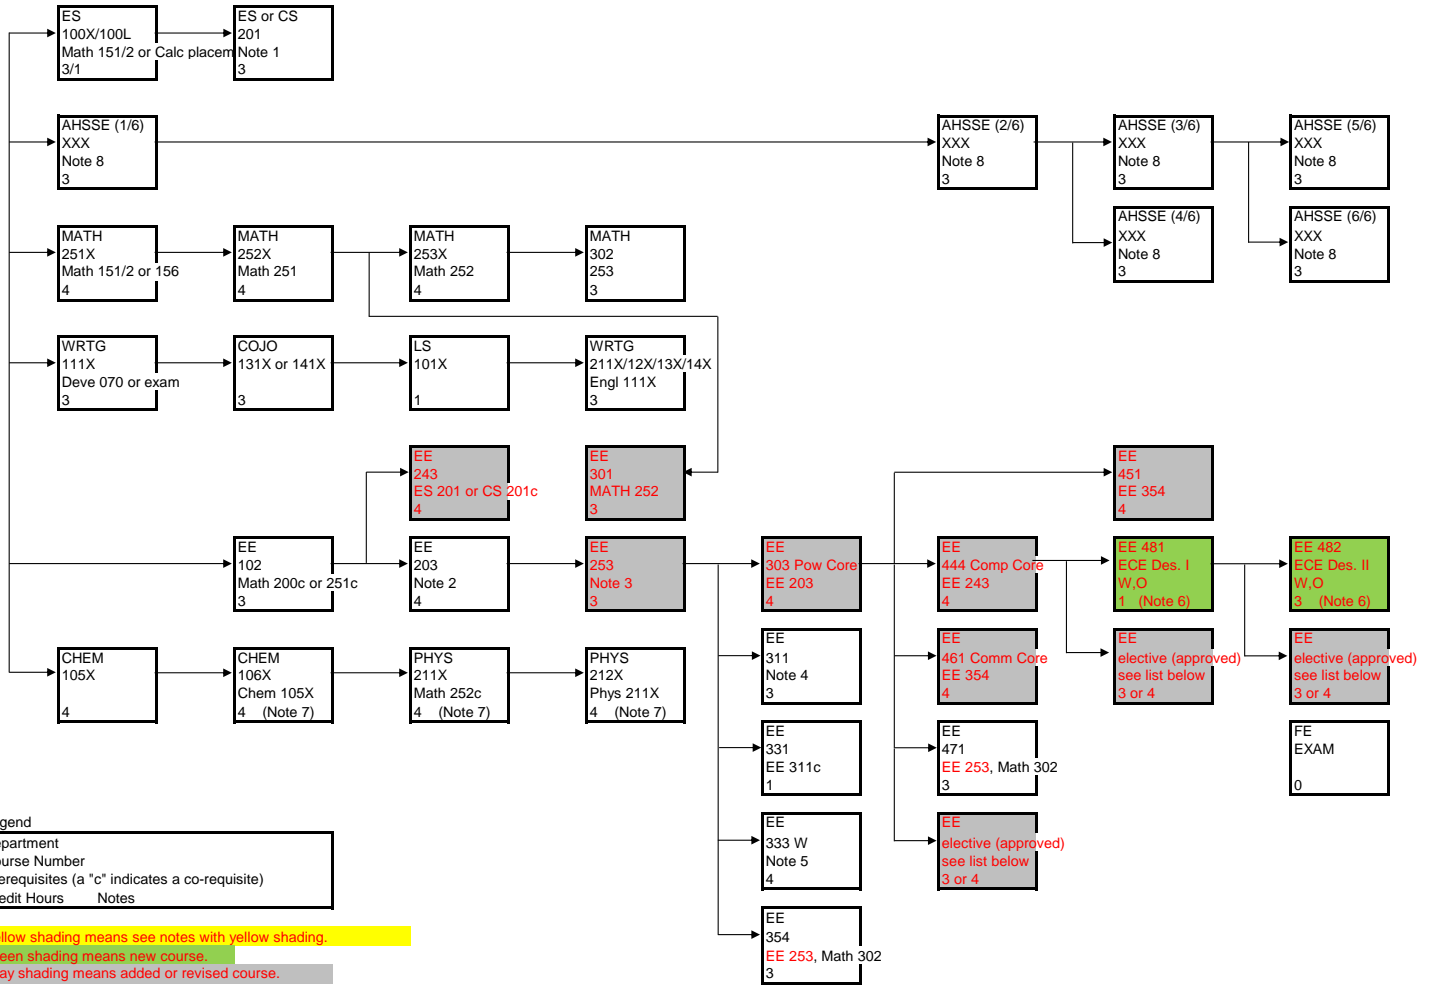 ES
100X/100L
Math 151/2 or Calc placem
3/1
ES or CS
201
Note 1
3
AHSSE (1/6)
XXX
Note 8
3
AHSSE (2/6)
XXX
Note 8
3
AHSSE (3/6)
XXX
Note 8
3
AHSSE (5/6)
XXX
Note 8
3
AHSSE (4/6)
XXX
Note 8
3
AHSSE (6/6)
XXX
Note 8
3
MATH
251X
Math 151/2 or 156
4
MATH
252X
Math 251
4
MATH
253X
Math 252
4
MATH
302
253
3
WRTG
111X
Deve 070 or exam
3
COJO
131X or 141X
3
LS
101X
1
WRTG
211X/12X/13X/14X
Engl 111X
3
EE
243
ES 201 or CS 201c
4
EE
301
MATH 252
3
EE
451
EE 354
4
EE
102
Math 200c or 251c
3
EE
203
Note 2
4
EE
253
Note 3
3
EE
303 Pow Core
EE 203
4
EE
444 Comp Core
EE 243
4
EE 481
ECE Des. I
W,O
1 (Note 6)
EE 482
ECE Des. II
W,O
3 (Note 6)
CHEM
105X
4
CHEM
106X
Chem 105X
4 (Note 7)
PHYS
211X
Math 252c
4 (Note 7)
PHYS
212X
Phys 211X
4 (Note 7)
EE
311
Note 4
3
EE
461 Comm Core
EE 354
4
EE
elective (approved)
see list below
3 or 4
EE
elective (approved)
see list below
3 or 4
EE
331
EE 311c
1
EE
471
EE 253, Math 302
3
FE
EXAM
0
EE
333 W
Note 5
4
EE
elective (approved)
see list below
3 or 4
EE
354
EE 253, Math 302
3
gend
epartment
ourse Number
erequisites (a "c" indicates a co-requisite)
edit Hours Notes
ellow shading means see notes with yellow shading.
een shading means new course.
ay shading means added or revised course.